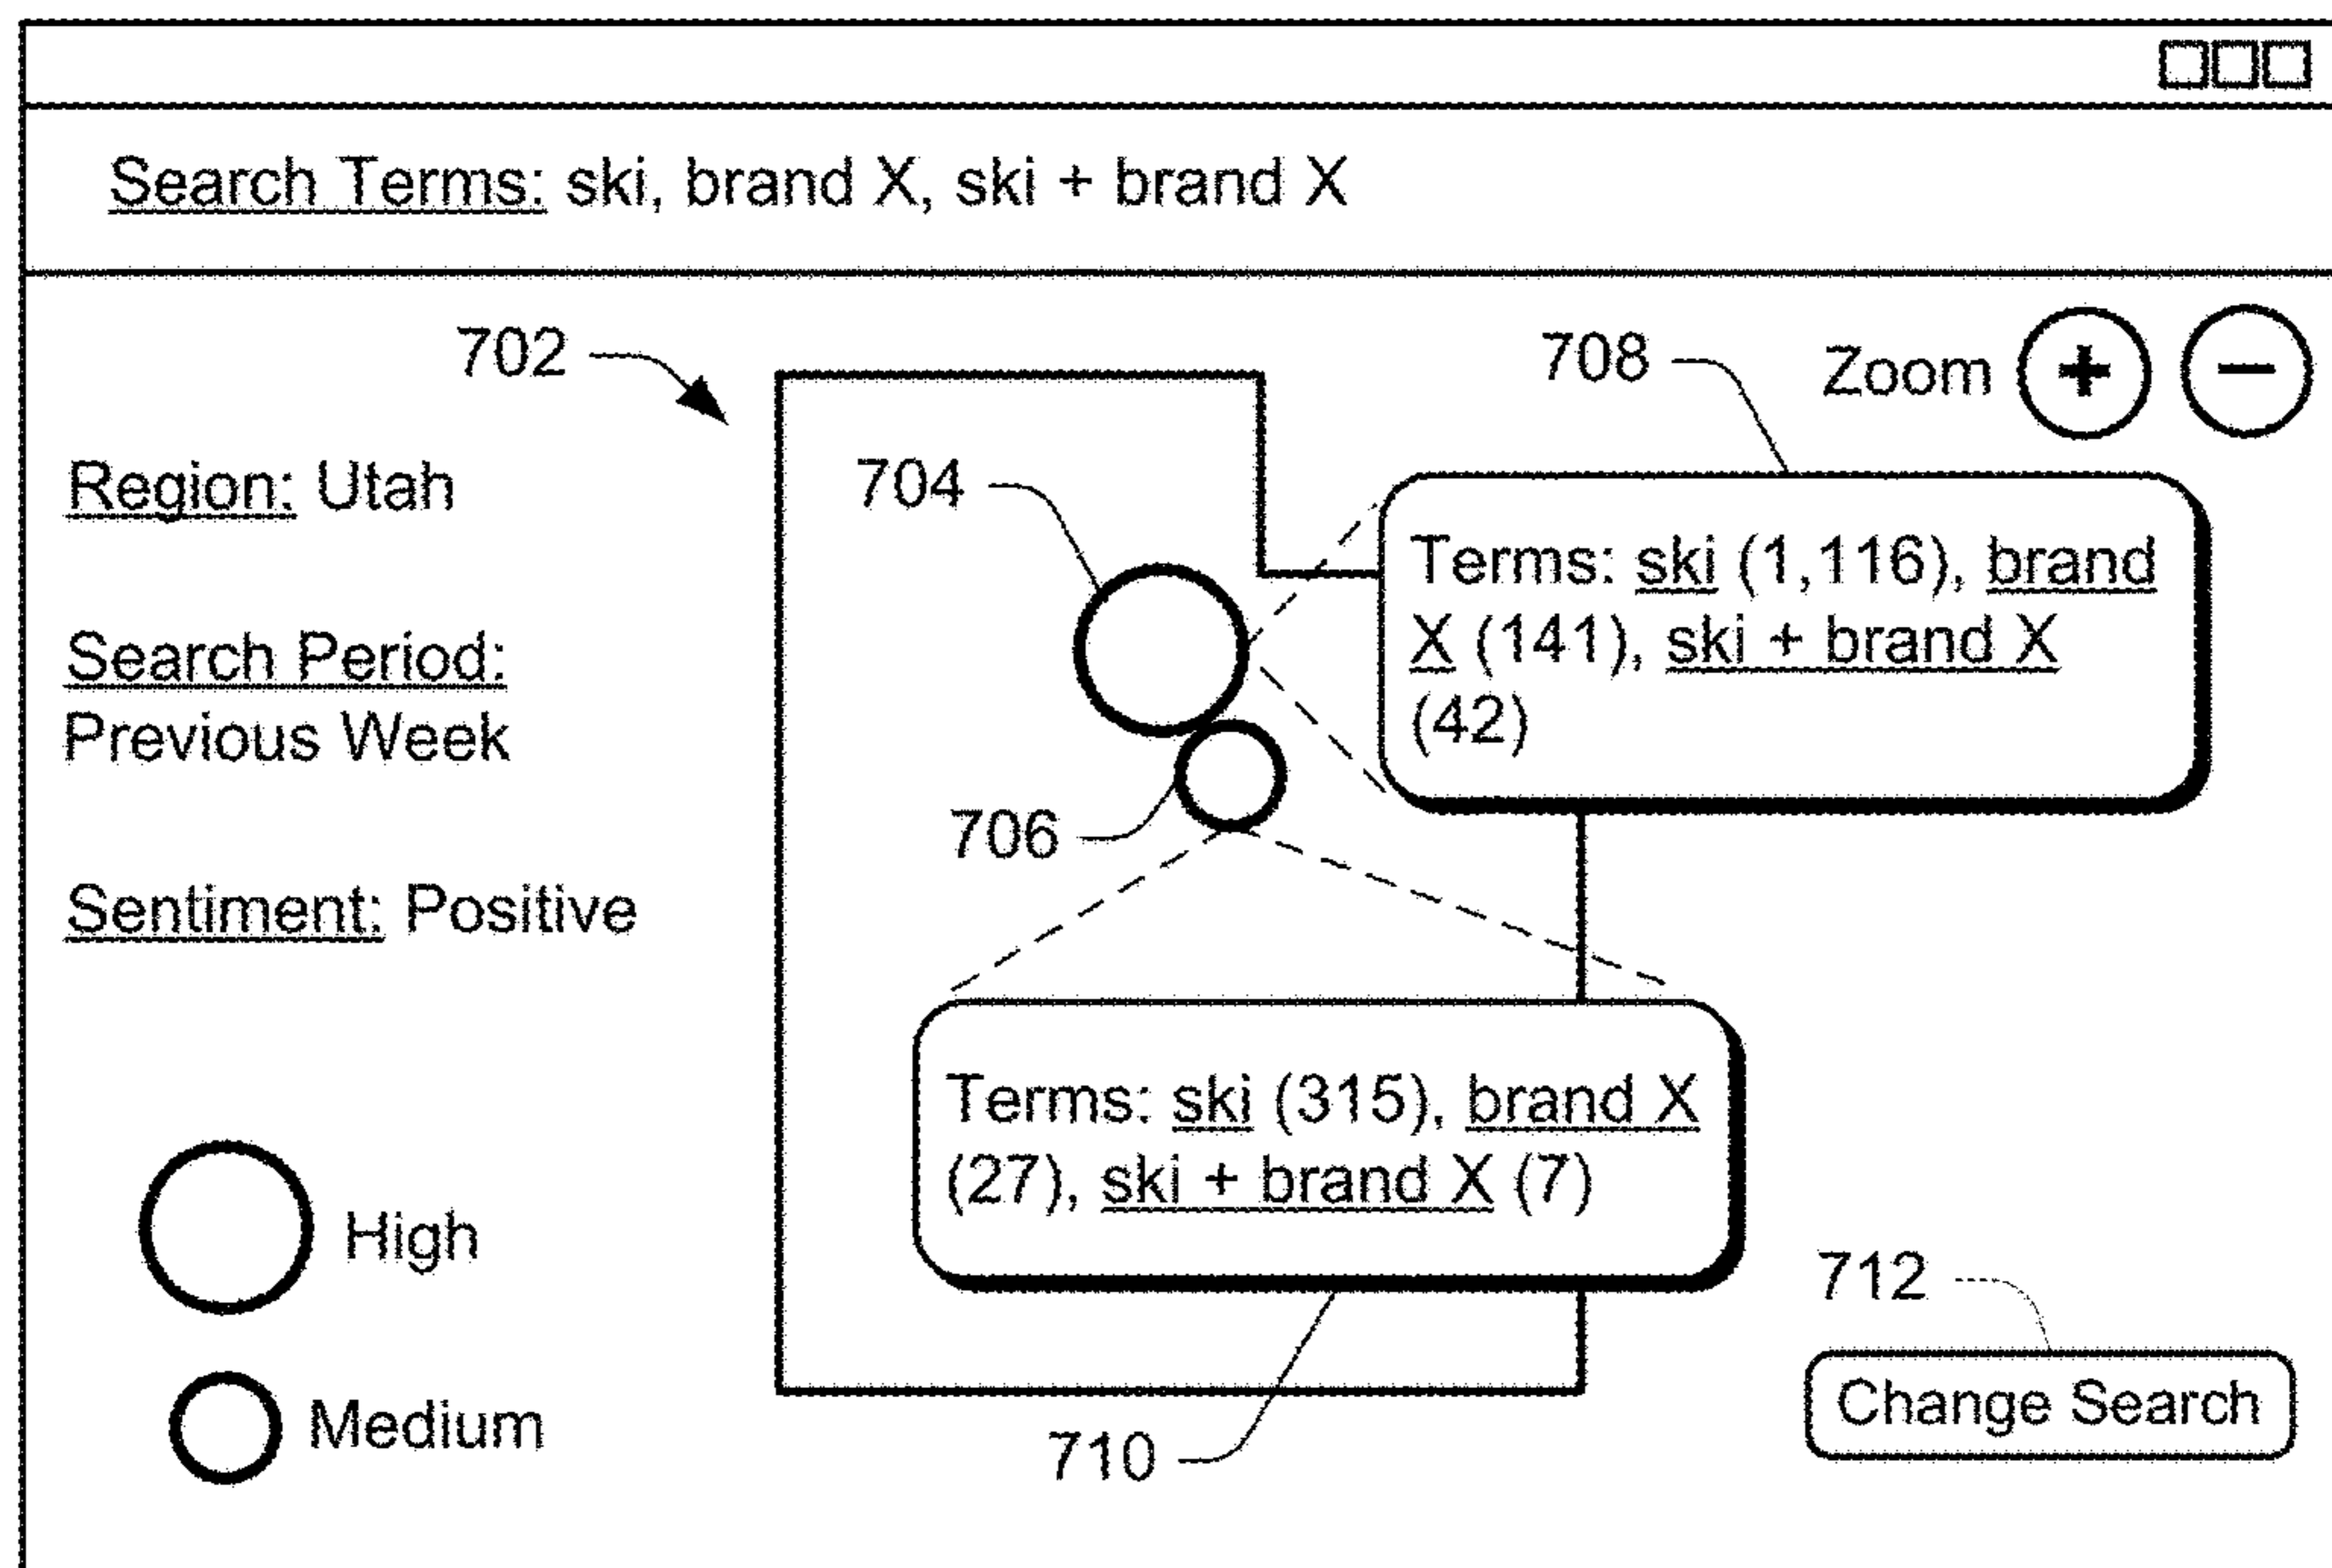 Search Terms: ski, brand X, ski + brand X
702
708
Zoom + −
704
Region: Utah
Terms: ski (1,116), brand
X (141), ski + brand X
(42)
Search Period:
Previous Week
706
Sentiment: Positive
Terms: ski (315), brand X
(27), ski + brand X (7)
High
712
Change Search
Medium
710